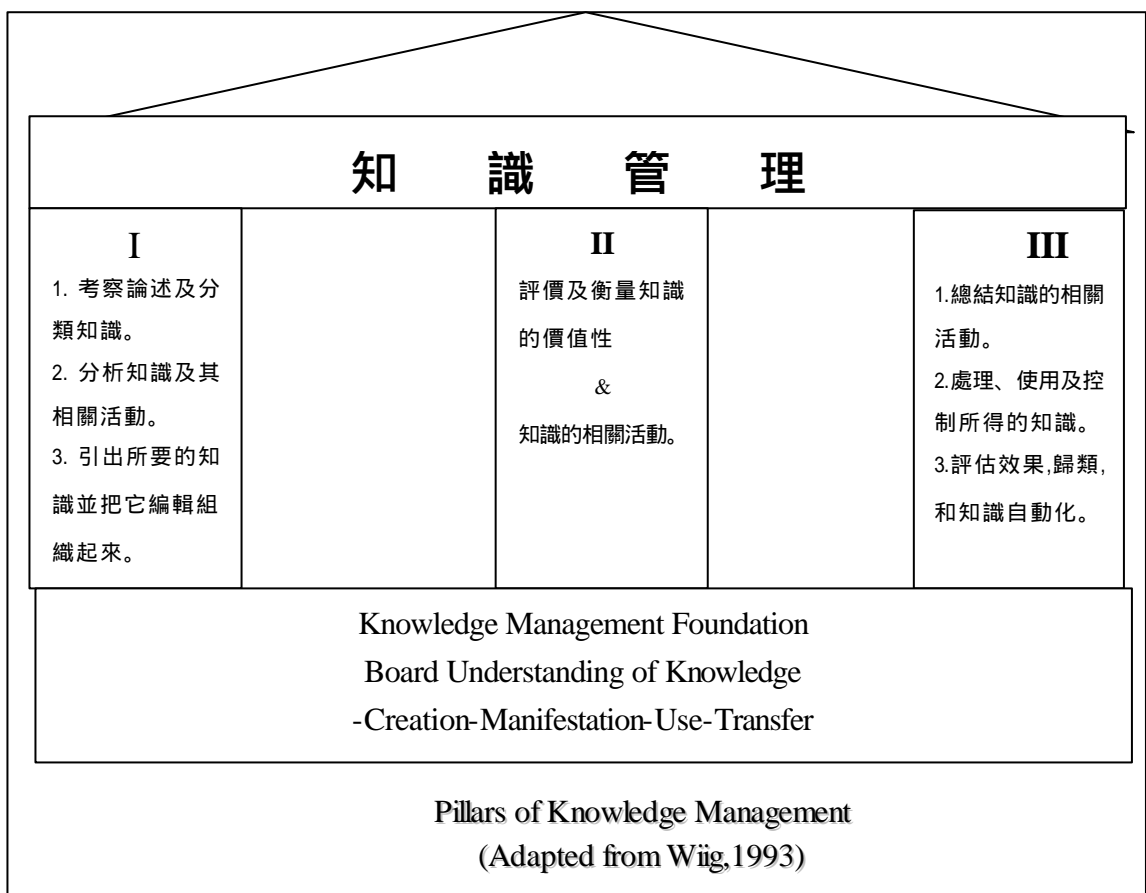 知 識 管 理
I
1. 考察論述及分
類知識。
2. 分析知識及其
相關活動。
3. 引出所要的知
識並把它編輯組
織起來。
II
評價及衡量知識
的價值性
&
知識的相關活動。
III
1.總結知識的相關
活動。
2.處理、使用及控
制所得的知識。
3.評估效果,歸類,
和知識自動化。
Knowledge Management Foundation
Board Understanding of Knowledge
-Creation-Manifestation-Use-Transfer
Pillars of Knowledge Management
(Adapted from Wiig,1993)